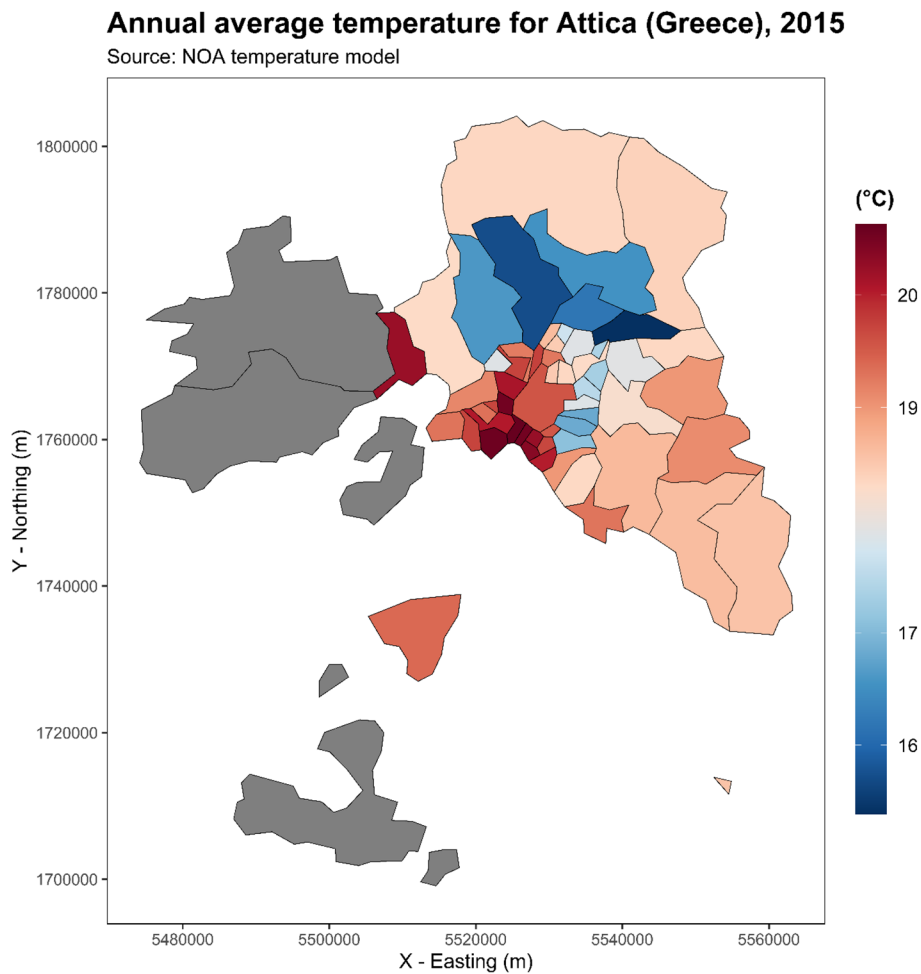 Annual average temperature for Attica (Greece), 2015
Source: NOA temperature model
(°C)
20
19
17
16
1800000
1780000
1760000
1740000
1720000
1700000
Y - Northing (m)
5480000 5500000 5520000 5540000 5560000
X - Easting (m)